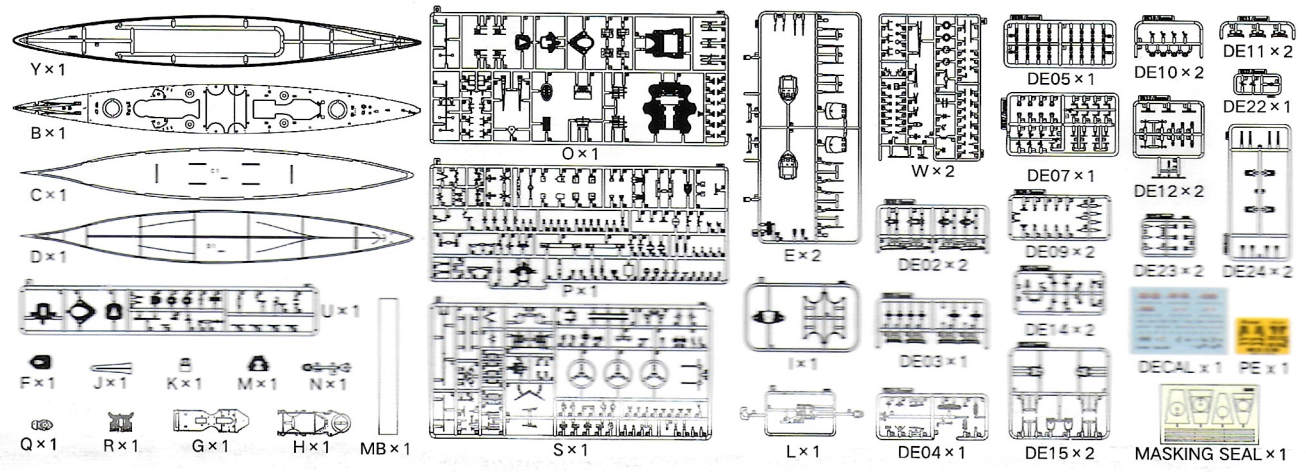 Y×1
B×1
C×1
D×1
U×1
F×1
J×1
K×1
M×1
N×1
Q×1
R×1
G×1
H×1
MB×1
O×1
P×1
S×1
E×2
I×1
L×1
W×2
DE02×2
DE03×1
DE04×1
DE05×1
DE07×1
DE09×2
DE14×2
DE15×2
DE10×2
DE12×2
DE23×2
DE11×2
DE22×1
DE24×2
DECAL ×1
PE×1
MASKING SEAL×1